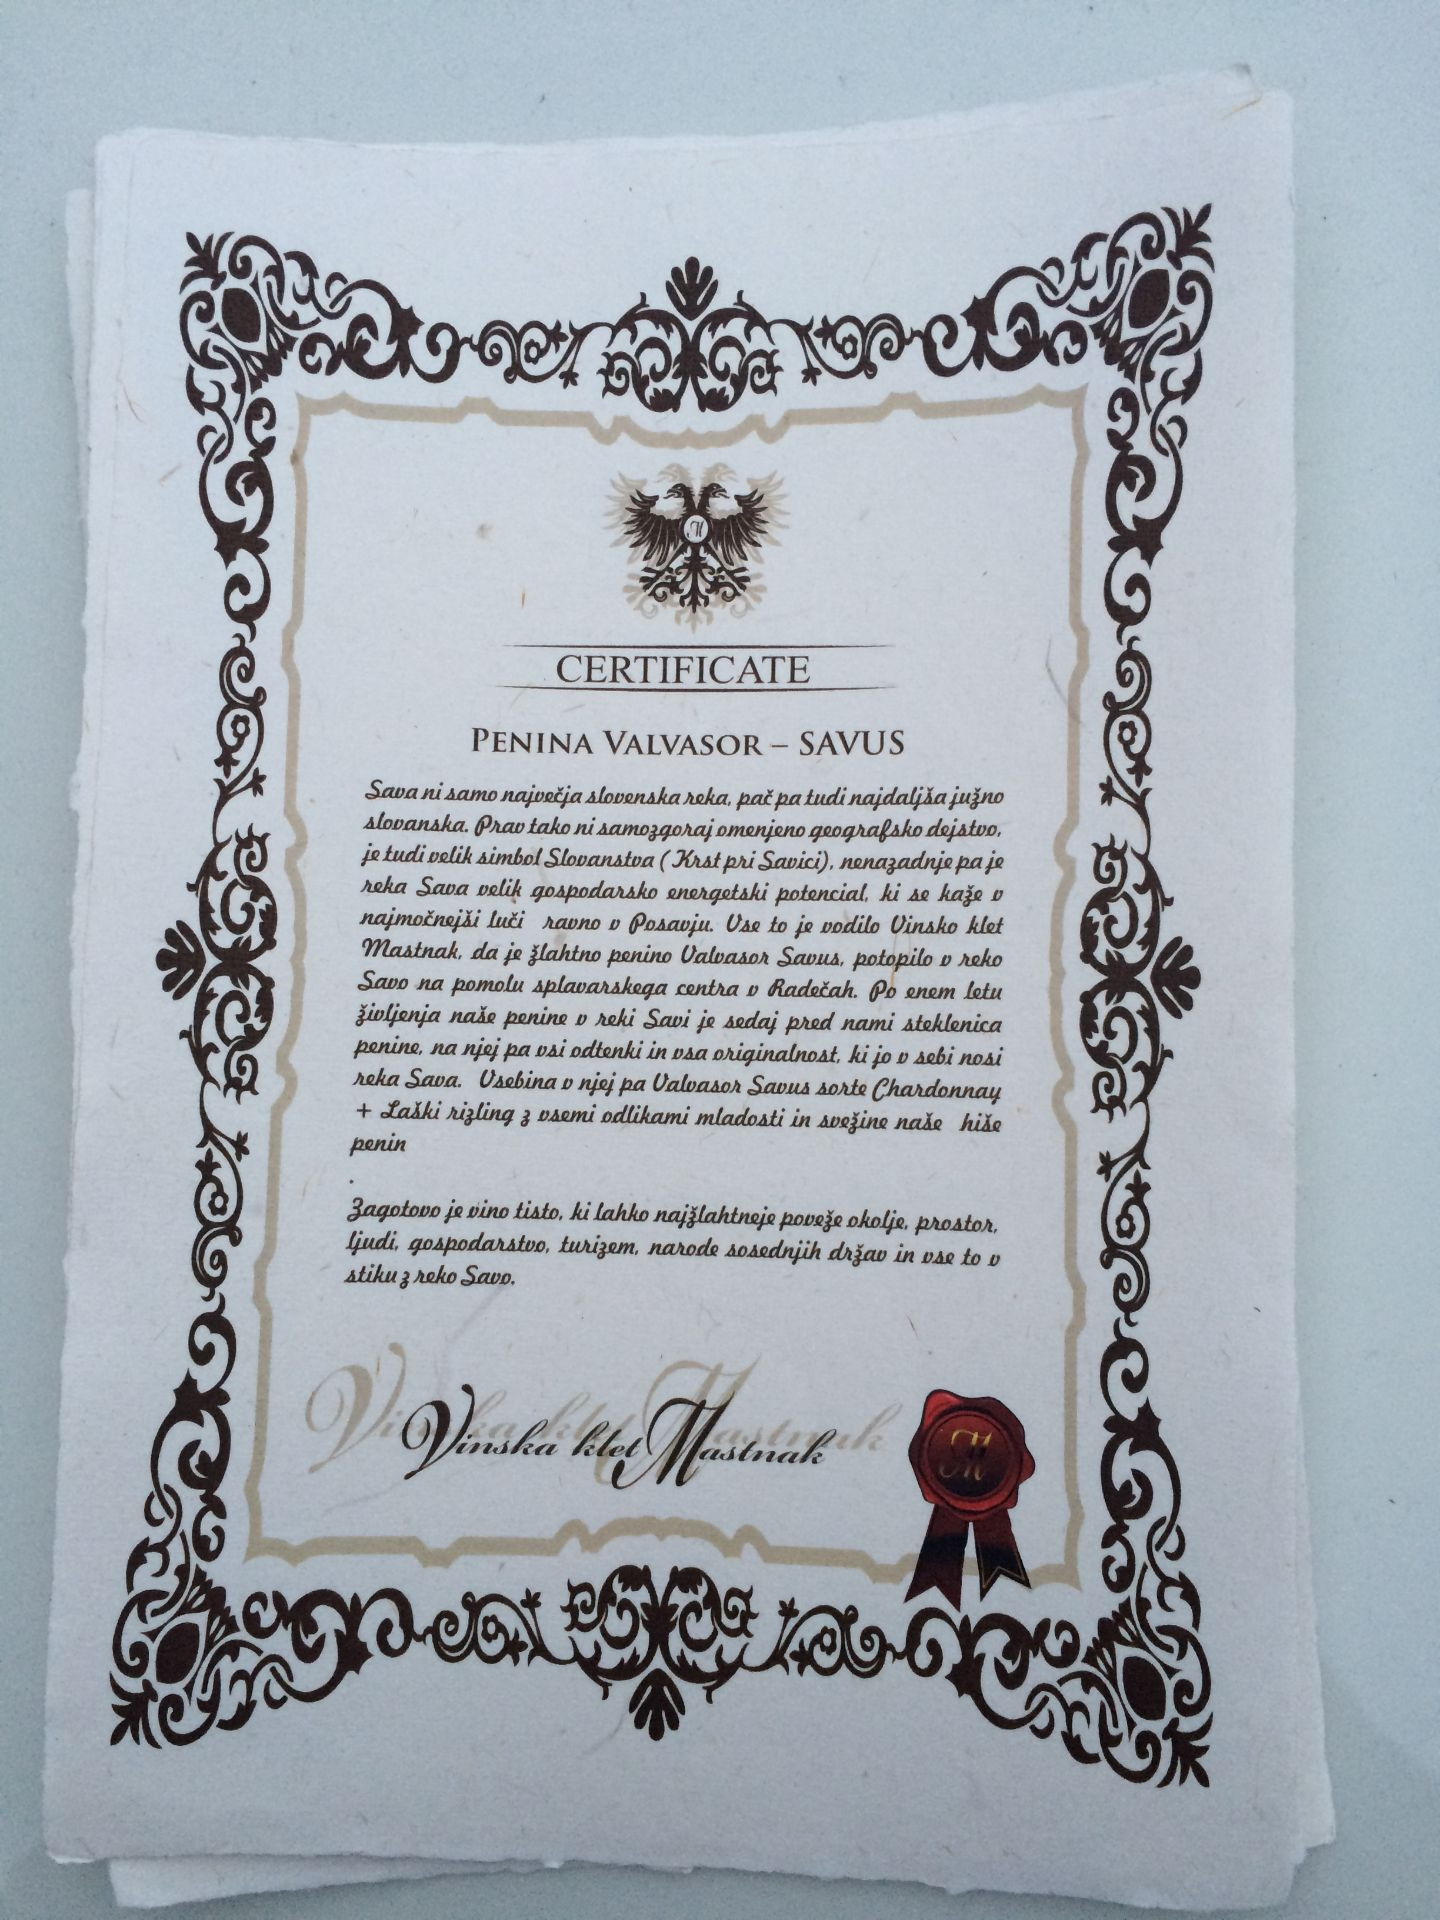 M
CERTIFICATE
PENINA VALVASOR – SAVUS
Sava ni samo največja slovenska reka, pač pa tudi najdaljša južno
slovanska. Prav tako ni samozgoraj omenjeno geografsko dejstvo,
je tudi velik simbol Slovanstva ( Krst pri Savici), nenazadnje pa je
reka Sava velik gospodarsko energetski potencial, ki se kaže v
najmočnejši luči ravno v Posavju. Vse to je vodilo Vinsko klet
Mastnak, da je žlahtno penino Valvasor Savus, potopilo v reko
Savo na pomolu splavarskega centra v Radečah. Po enem letu
življenja naše penine v reki Savi je sedaj pred nami steklenica
penine, na njej pa vsi odtenki in vsa originalnost, ki jo v sebi nosi
reka Sava. Vsebina v njej pa Valvasor Savus sorte Chardonnay
+ Laški rizling z vsemi odlikami mladosti in svežine naše hiše
penin
.
Zagotovo je vino tisto, ki lahko najžlahtneje poveže okolje, prostor,
ljudi, gospodarstvo, turizem, narode sosednjih držav in vse to v
stiku z reko Savo.
Vinska klet Mastnak
Vinska klet Mastnak
M